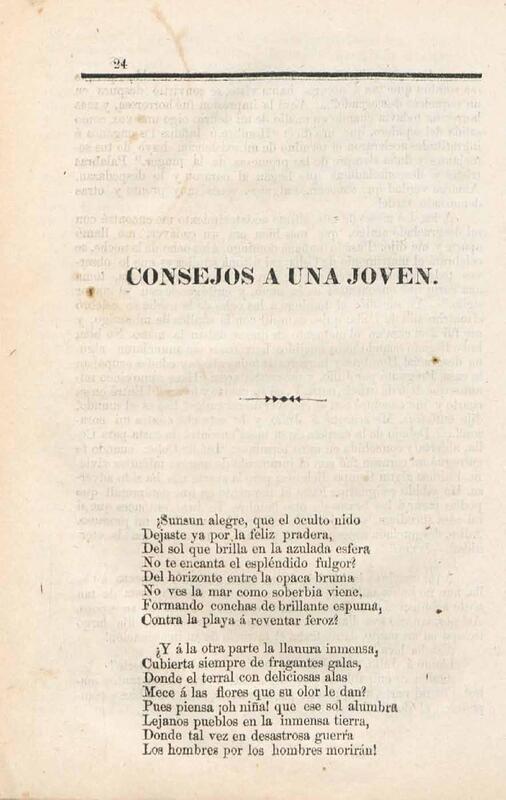 24
CONSEJOS A UNA JOVEN.
¡Sunsun alegre, que el oculto nido
Dejaste ya por la feliz pradera,
Del sol que brilla en la azulada esfera
No te encanta el espléndido fulgor?
Del horizonte entre la opaca bruma
No ves la mar como soberbia viene,
Formando conchas de brillante espuma,
Contra la playa á reventar feroz?
¿Y á la otra parte la llanura inmensa,
Cubierta siempre de fragantes galas,
Donde el terral con deliciosas alas
Mece á las flores que su olor le dan?
Pues piensa ¡oh niña! que ese sol alumbra
Lejanos pueblos en la inmensa tierra,
Donde tal vez en desastrosa guerra
Los hombres por los hombres morirán!